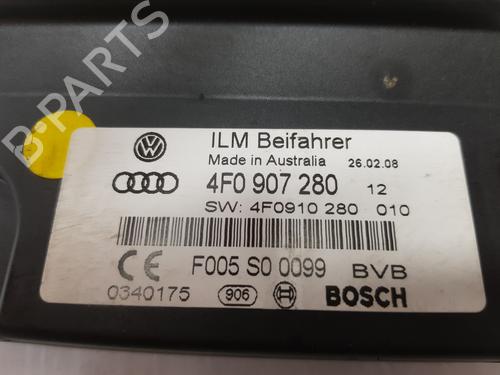 B-PARTS
ILM Beifahrer
Made in Australia 26.02.08
4F0 907 280 12
SW: 4F0910 280 010
CE F005 S0 0099 BVB
0340175 906 BOSCH